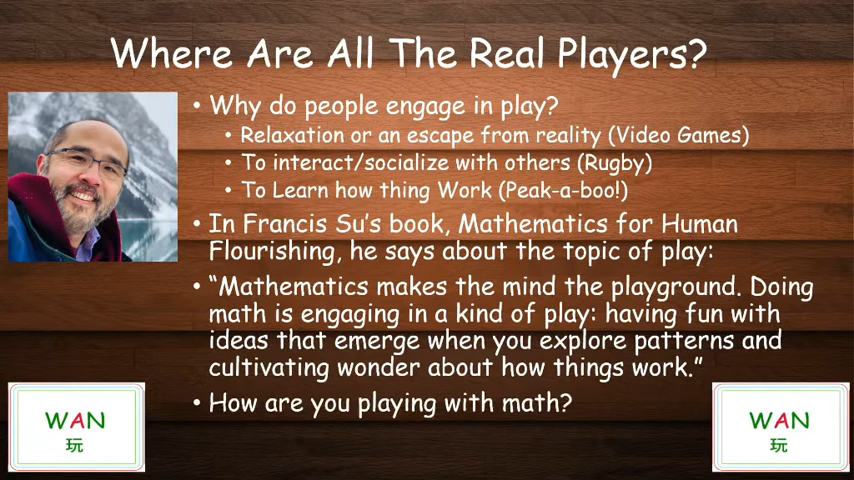 Where Are All The Real Players?
• Why do people engage in play?
• Relaxation or an escape from reality (Video Games)
• To interact/socialize with others (Rugby)
• To Learn how thing Work (Peak-a-boo!)
• In Francis Su's book, Mathematics for Human
Flourishing, he says about the topic of play:
• "Mathematics makes the mind the playground. Doing
math is engaging in a kind of play: having fun with
ideas that emerge when you explore patterns and
cultivating wonder about how things work."
• How are you playing with math?
WAN
玩
WAN
玩